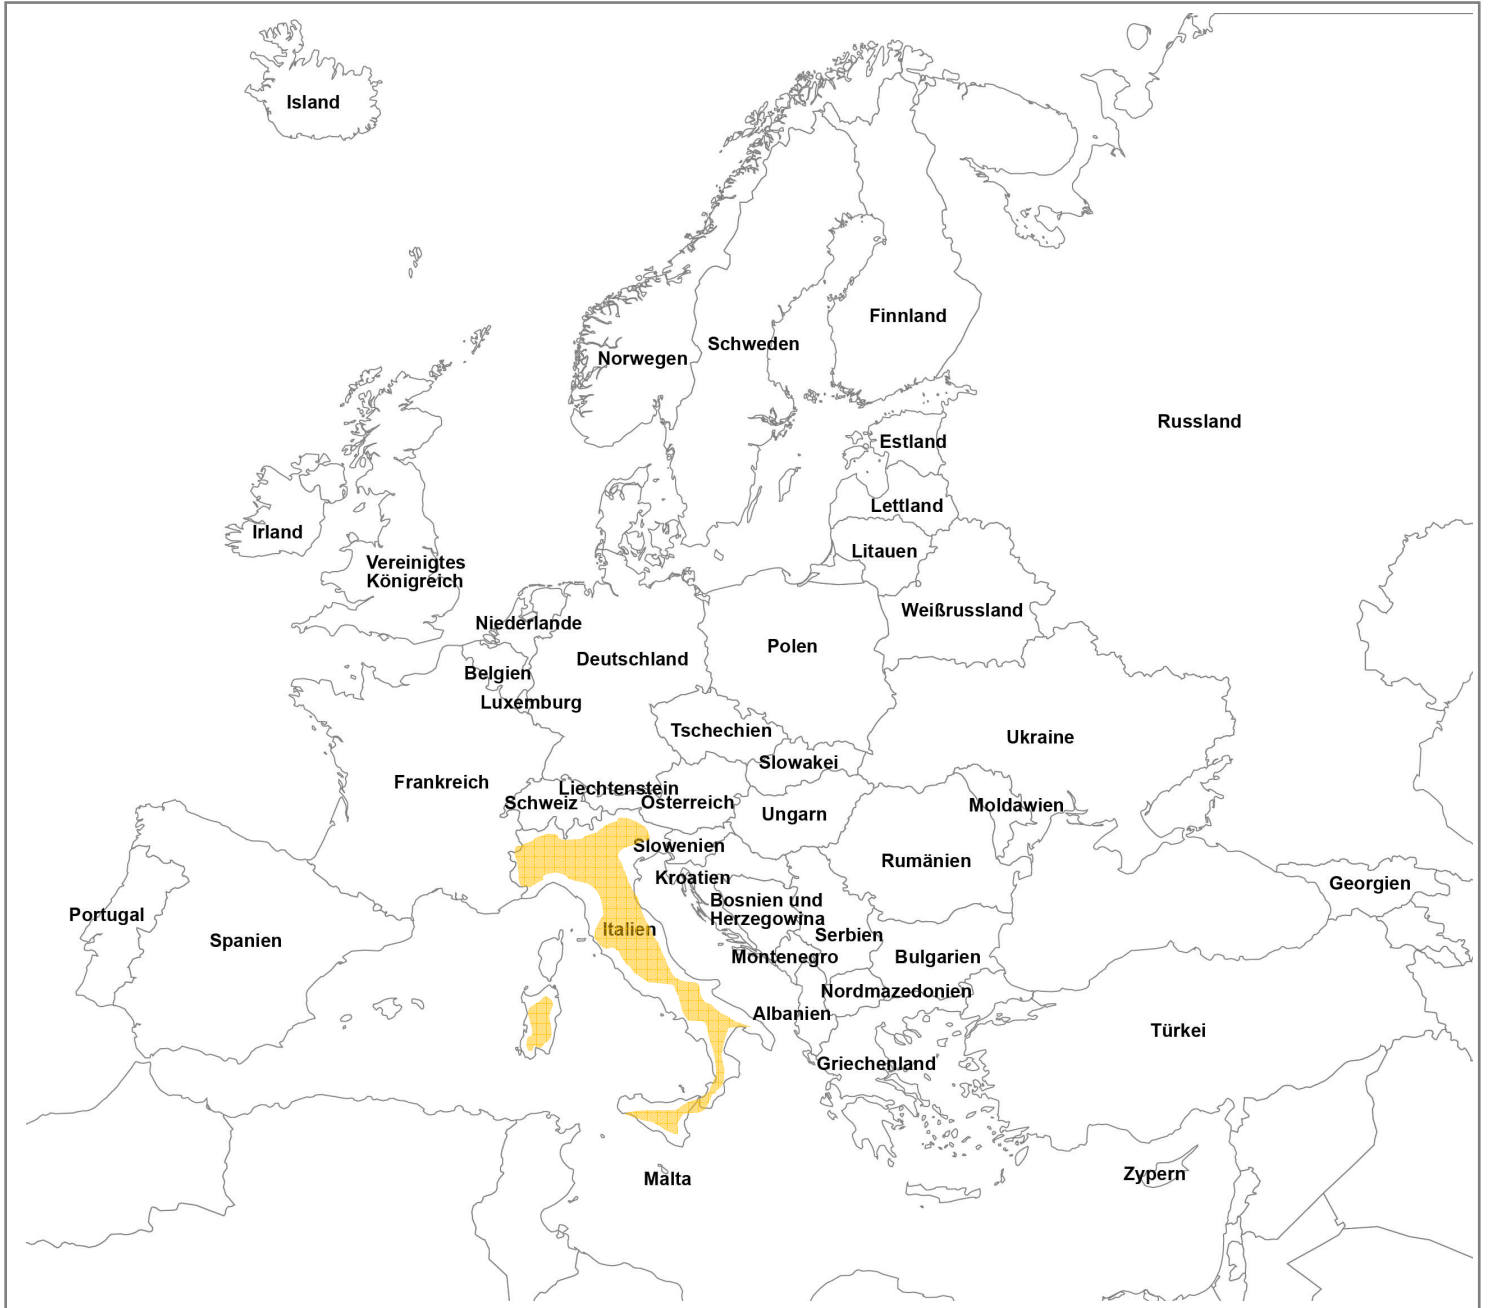 Island
Finnland
Schweden
Norwegen
Russland
Estland
Lettland
Irland
Litauen
Vereinigtes
Königreich
Weißrussland
Niederlande
Polen
Deutschland
Belgien
Luxemburg
Tschechien
Ukraine
Slowakei
Frankreich
Liechtenstein
Schweiz
Österreich
Moldawien
Ungarn
Slowenien
Rumänien
Kroatien
Georgien
Bosnien und
Herzegowina
Portugal
Italien
Serbien
Spanien
Montenegro
Bulgarien
Nordmazedonien
Albanien
Türkei
Griechenland
Zypern
Malta